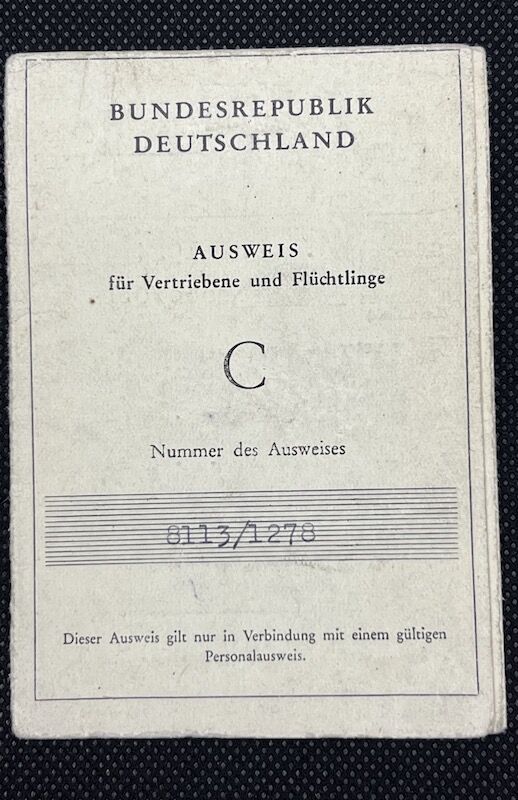 BUNDESREPUBLIK
DEUTSCHLAND
AUSWEIS
für Vertriebene und Flüchtlinge
C
Nummer des Ausweises
8113/1278
Dieser Ausweis gilt nur in Verbindung mit einem gültigen
Personalausweis.